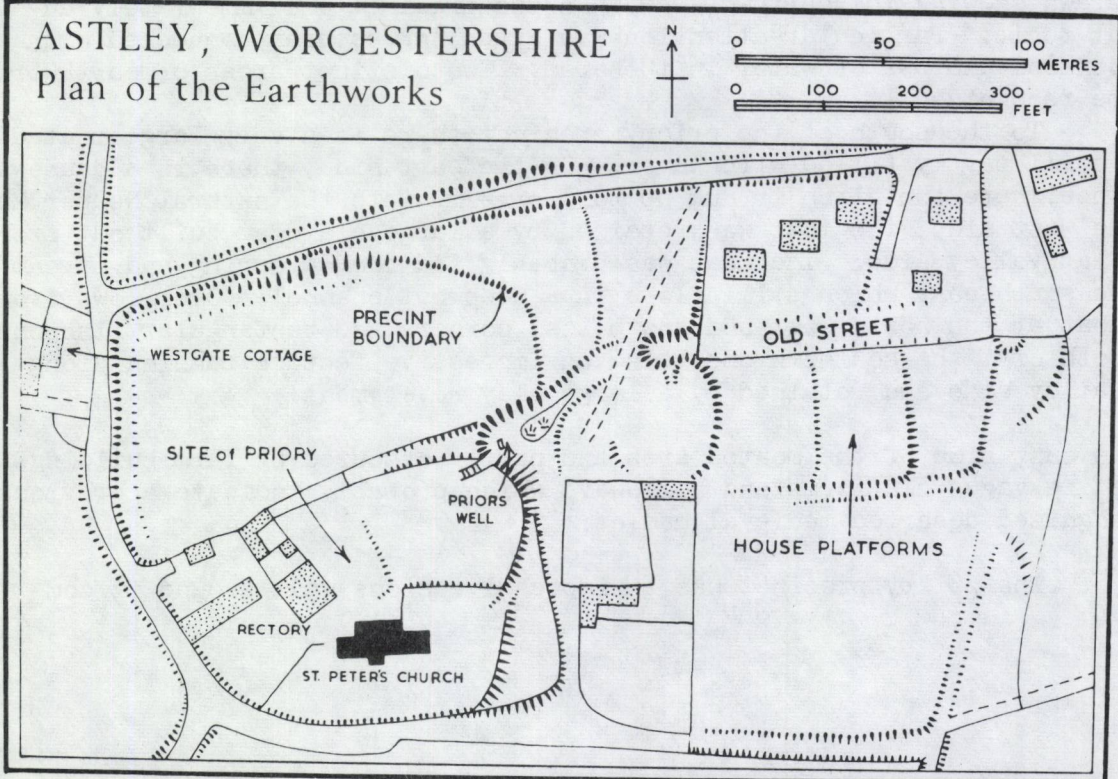 ASTLEY, WORCESTERSHIRE
Plan of the Earthworks
0 50 100
METRES
0 100 200 300
FEET
PRECINT
BOUNDARY
OLD STREET
WESTGATE COTTAGE
SITE of PRIORY
PRIORS
WELL
HOUSE PLATFORMS
RECTORY
ST. PETER'S CHURCH